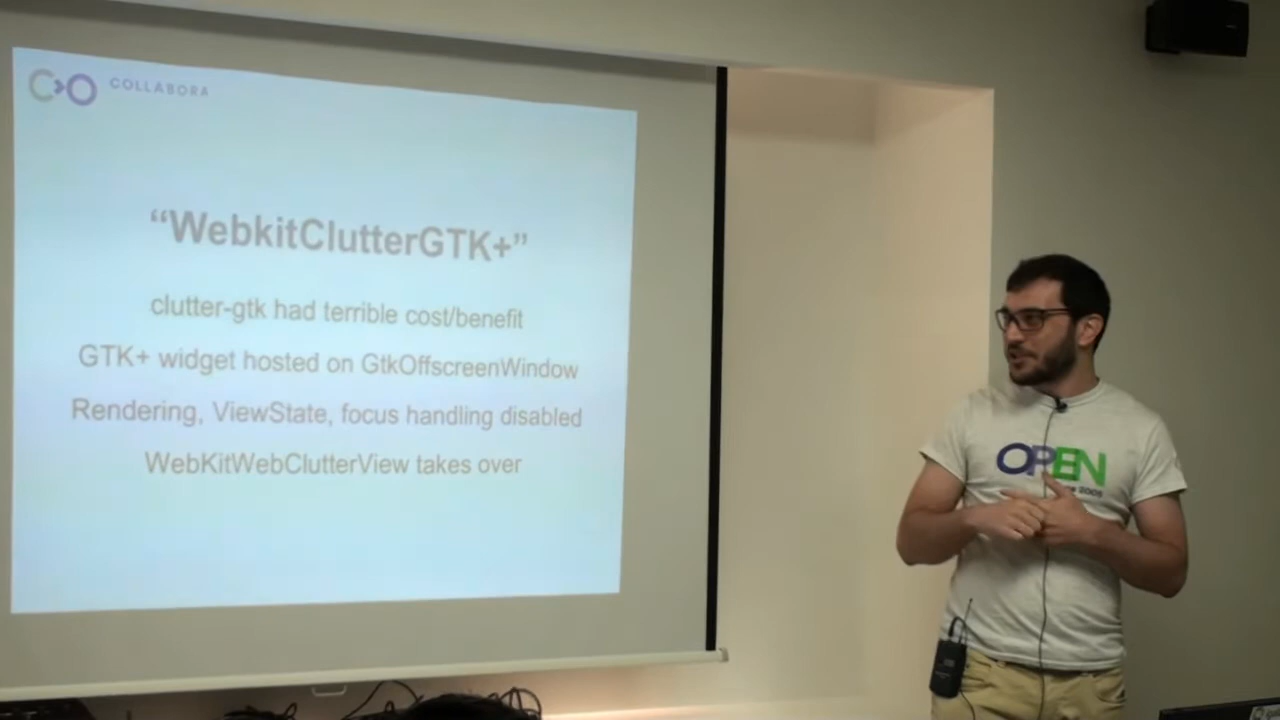 COLLABORA
“WebkitClutterGTK+”
clutter-gtk had terrible cost/benefit
GTK+ widget hosted on GtkOffscreenWindow
Rendering, ViewState, focus handling disabled
WebKitWebClutterView takes over
OPEN
2005